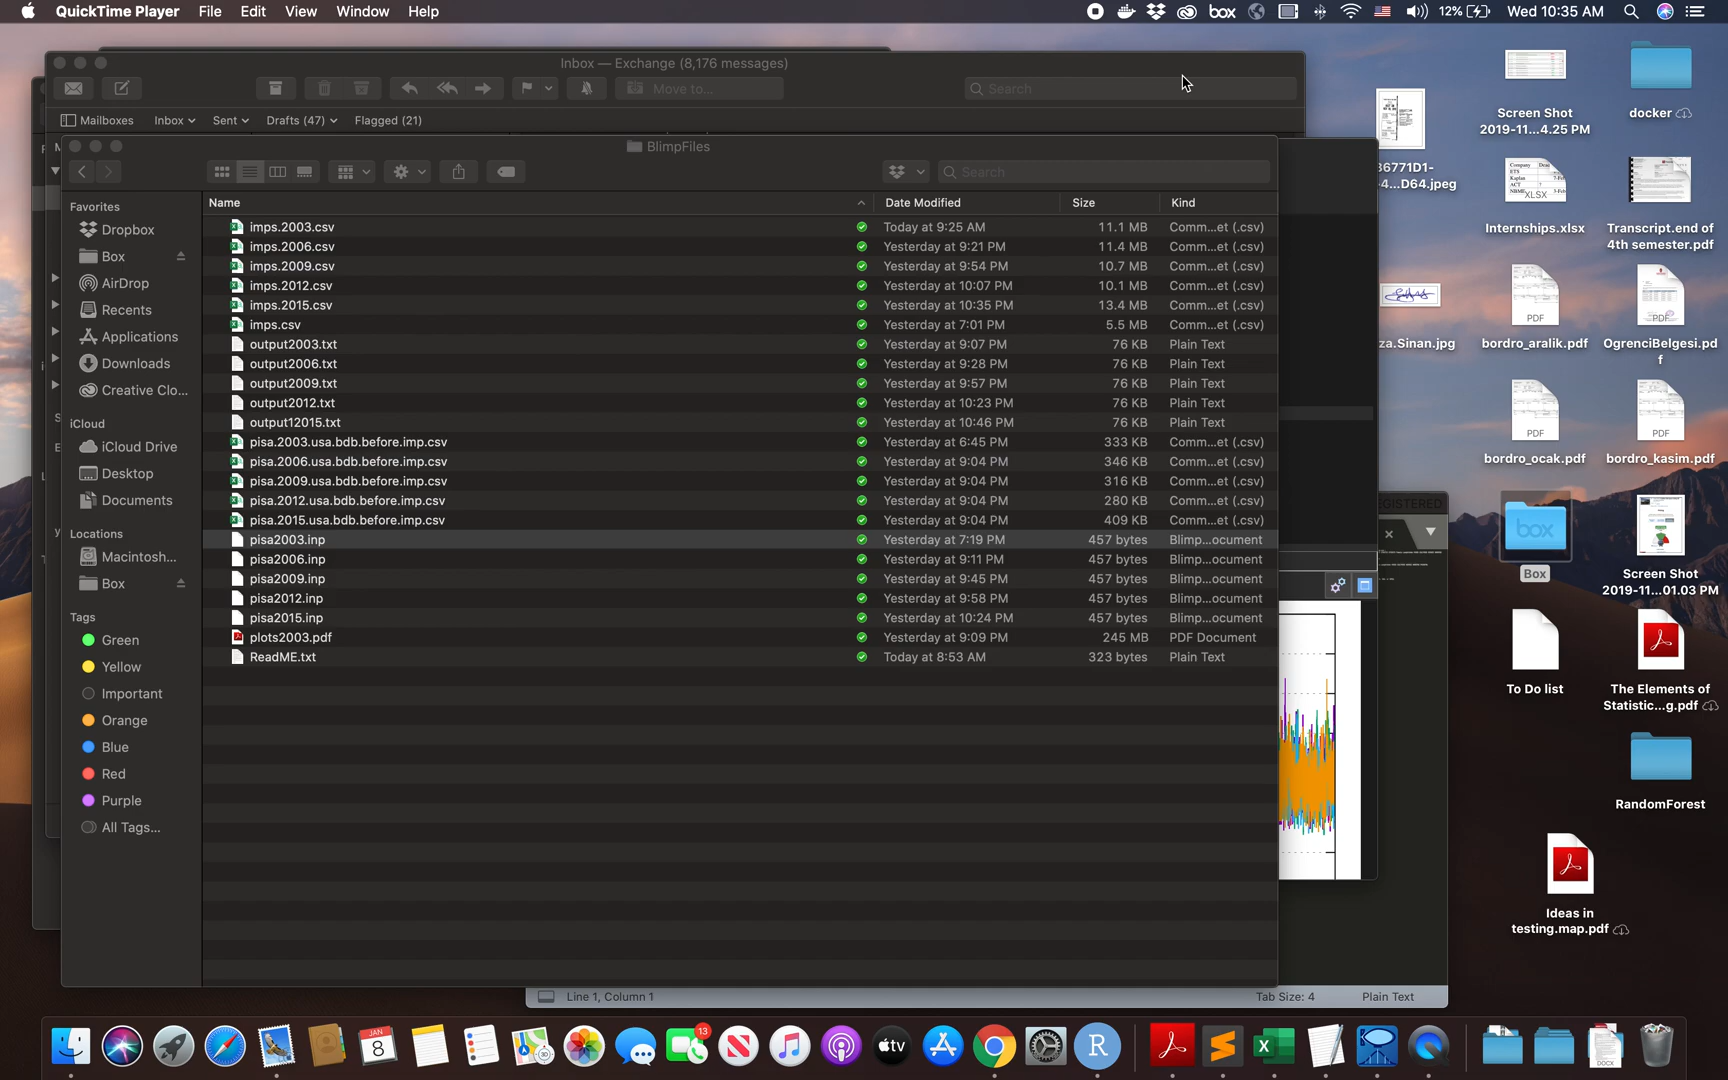 QuickTime Player File Edit View Window Help
box 12% Wed 10:35 AM
Inbox — Exchange (8,176 messages)
Move to...
Search
Mailboxes Inbox Sent Drafts (47) Flagged (21)
BlimpFiles
Search
Favorites
Dropbox
Box
AirDrop
Recents
Applications
Downloads
Creative Clo...
iCloud
iCloud Drive
Desktop
Documents
Locations
Macintosh...
Box
Tags
Green
Yellow
Important
Orange
Blue
Red
Purple
All Tags...
Name Date Modified Size Kind
imps.2003.csv Today at 9:25 AM 11.1 MB Comm...et (.csv)
imps.2006.csv Yesterday at 9:21 PM 11.4 MB Comm...et (.csv)
imps.2009.csv Yesterday at 9:54 PM 10.7 MB Comm...et (.csv)
imps.2012.csv Yesterday at 10:07 PM 10.1 MB Comm...et (.csv)
imps.2015.csv Yesterday at 10:35 PM 13.4 MB Comm...et (.csv)
imps.csv Yesterday at 7:01 PM 5.5 MB Comm...et (.csv)
output2003.txt Yesterday at 9:07 PM 76 KB Plain Text
output2006.txt Yesterday at 9:28 PM 76 KB Plain Text
output2009.txt Yesterday at 9:57 PM 76 KB Plain Text
output2012.txt Yesterday at 10:23 PM 76 KB Plain Text
output12015.txt Yesterday at 10:46 PM 76 KB Plain Text
pisa.2003.usa.bdb.before.imp.csv Yesterday at 6:45 PM 333 KB Comm...et (.csv)
pisa.2006.usa.bdb.before.imp.csv Yesterday at 9:04 PM 346 KB Comm...et (.csv)
pisa.2009.usa.bdb.before.imp.csv Yesterday at 9:04 PM 316 KB Comm...et (.csv)
pisa.2012.usa.bdb.before.imp.csv Yesterday at 9:04 PM 280 KB Comm...et (.csv)
pisa.2015.usa.bdb.before.imp.csv Yesterday at 9:04 PM 409 KB Comm...et (.csv)
pisa2003.inp Yesterday at 7:19 PM 457 bytes Blimp...ocument
pisa2006.inp Yesterday at 9:11 PM 457 bytes Blimp...ocument
pisa2009.inp Yesterday at 9:45 PM 457 bytes Blimp...ocument
pisa2012.inp Yesterday at 9:58 PM 457 bytes Blimp...ocument
pisa2015.inp Yesterday at 10:24 PM 457 bytes Blimp...ocument
plots2003.pdf Yesterday at 9:09 PM 245 MB PDF Document
ReadME.txt Today at 8:53 AM 323 bytes Plain Text
EGISTERED
Line 1, Column 1 Tab Size: 4 Plain Text
4...D64.jpeg
za.Sinan.jpg
Screen Shot
2019-11...4.25 PM
docker
XLSX
Internships.xlsx
Transcript.end of
4th semester.pdf
PDF
bordro_aralik.pdf
PDF
OgrenciBelgesi.pd
f
PDF
bordro_ocak.pdf
PDF
bordro_kasim.pdf
box
Box
Screen Shot
2019-11...01.03 PM
To Do list
The Elements of
Statistic...g.pdf
RandomForest
Ideas in
testing.map.pdf
JAN
8
13
tv
R
DOCX